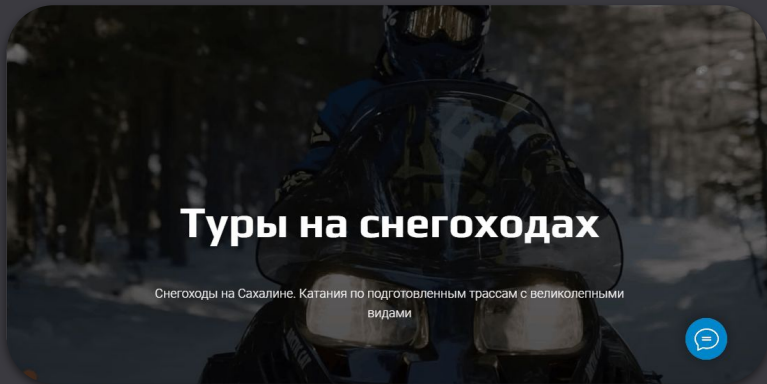 Туры на снегоходах
Снегоходы на Сахалине. Катания по подготовленным трассам с великолепными
видами